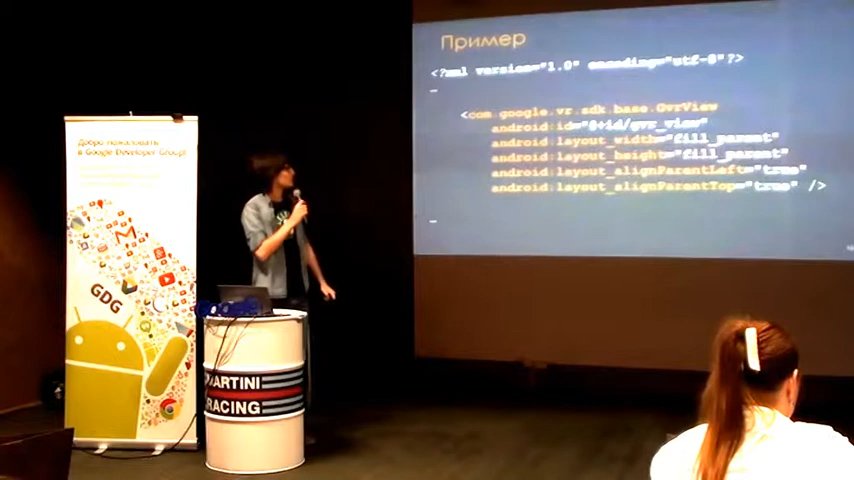 Пример
<?xml version="1.0" encoding="utf-8"?>
<com.google.vr.sdk.base.GvrView
android:id="@+id/gvr_view"
android:layout_width="fill_parent"
android:layout_height="fill_parent"
android:layout_alignParentLeft="true"
android:layout_alignParentTop="true" />
Добро пожаловать
в Google Developer Group!
GDG
Google
MARTINI
RACING